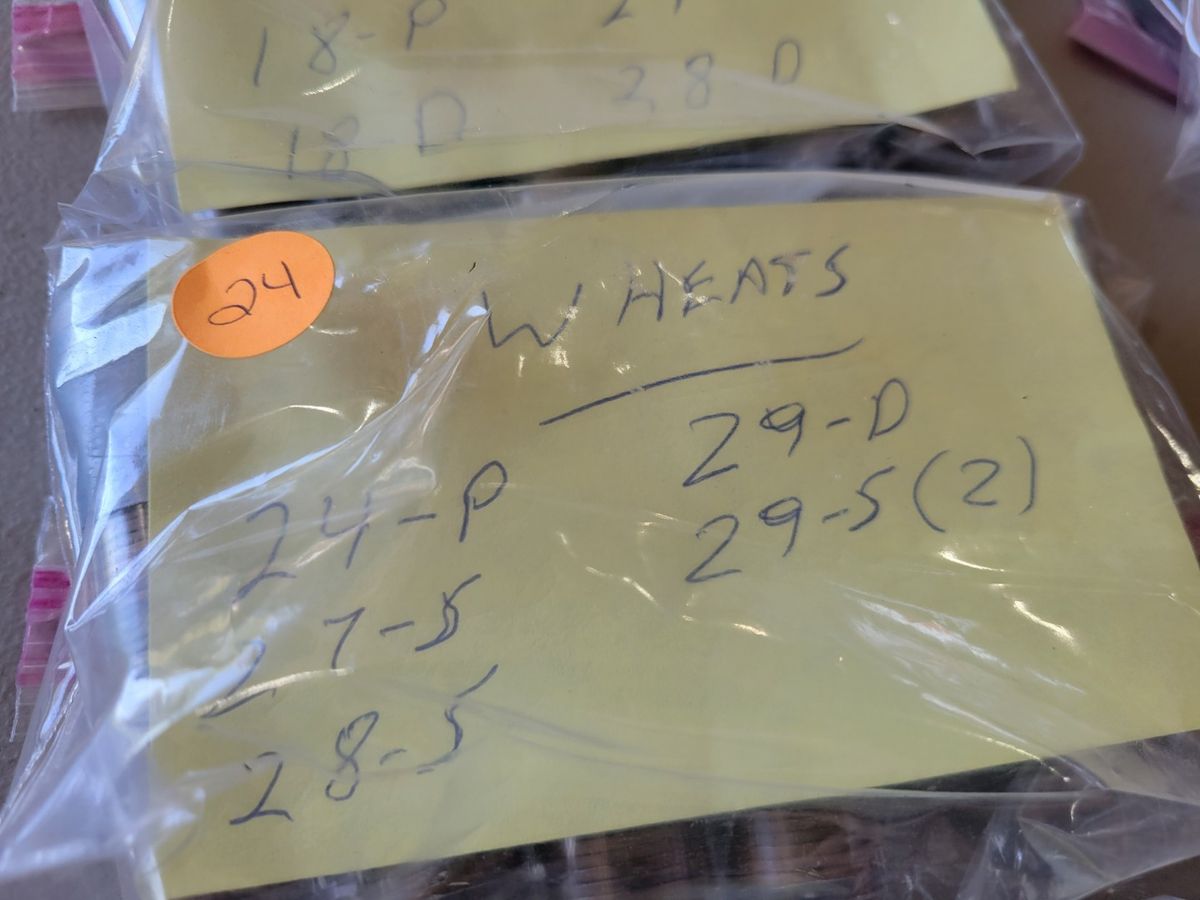 18-P
18 D
28 D
24
WHEATS
24-P
27-S
28-S
29-D
29-S (2)